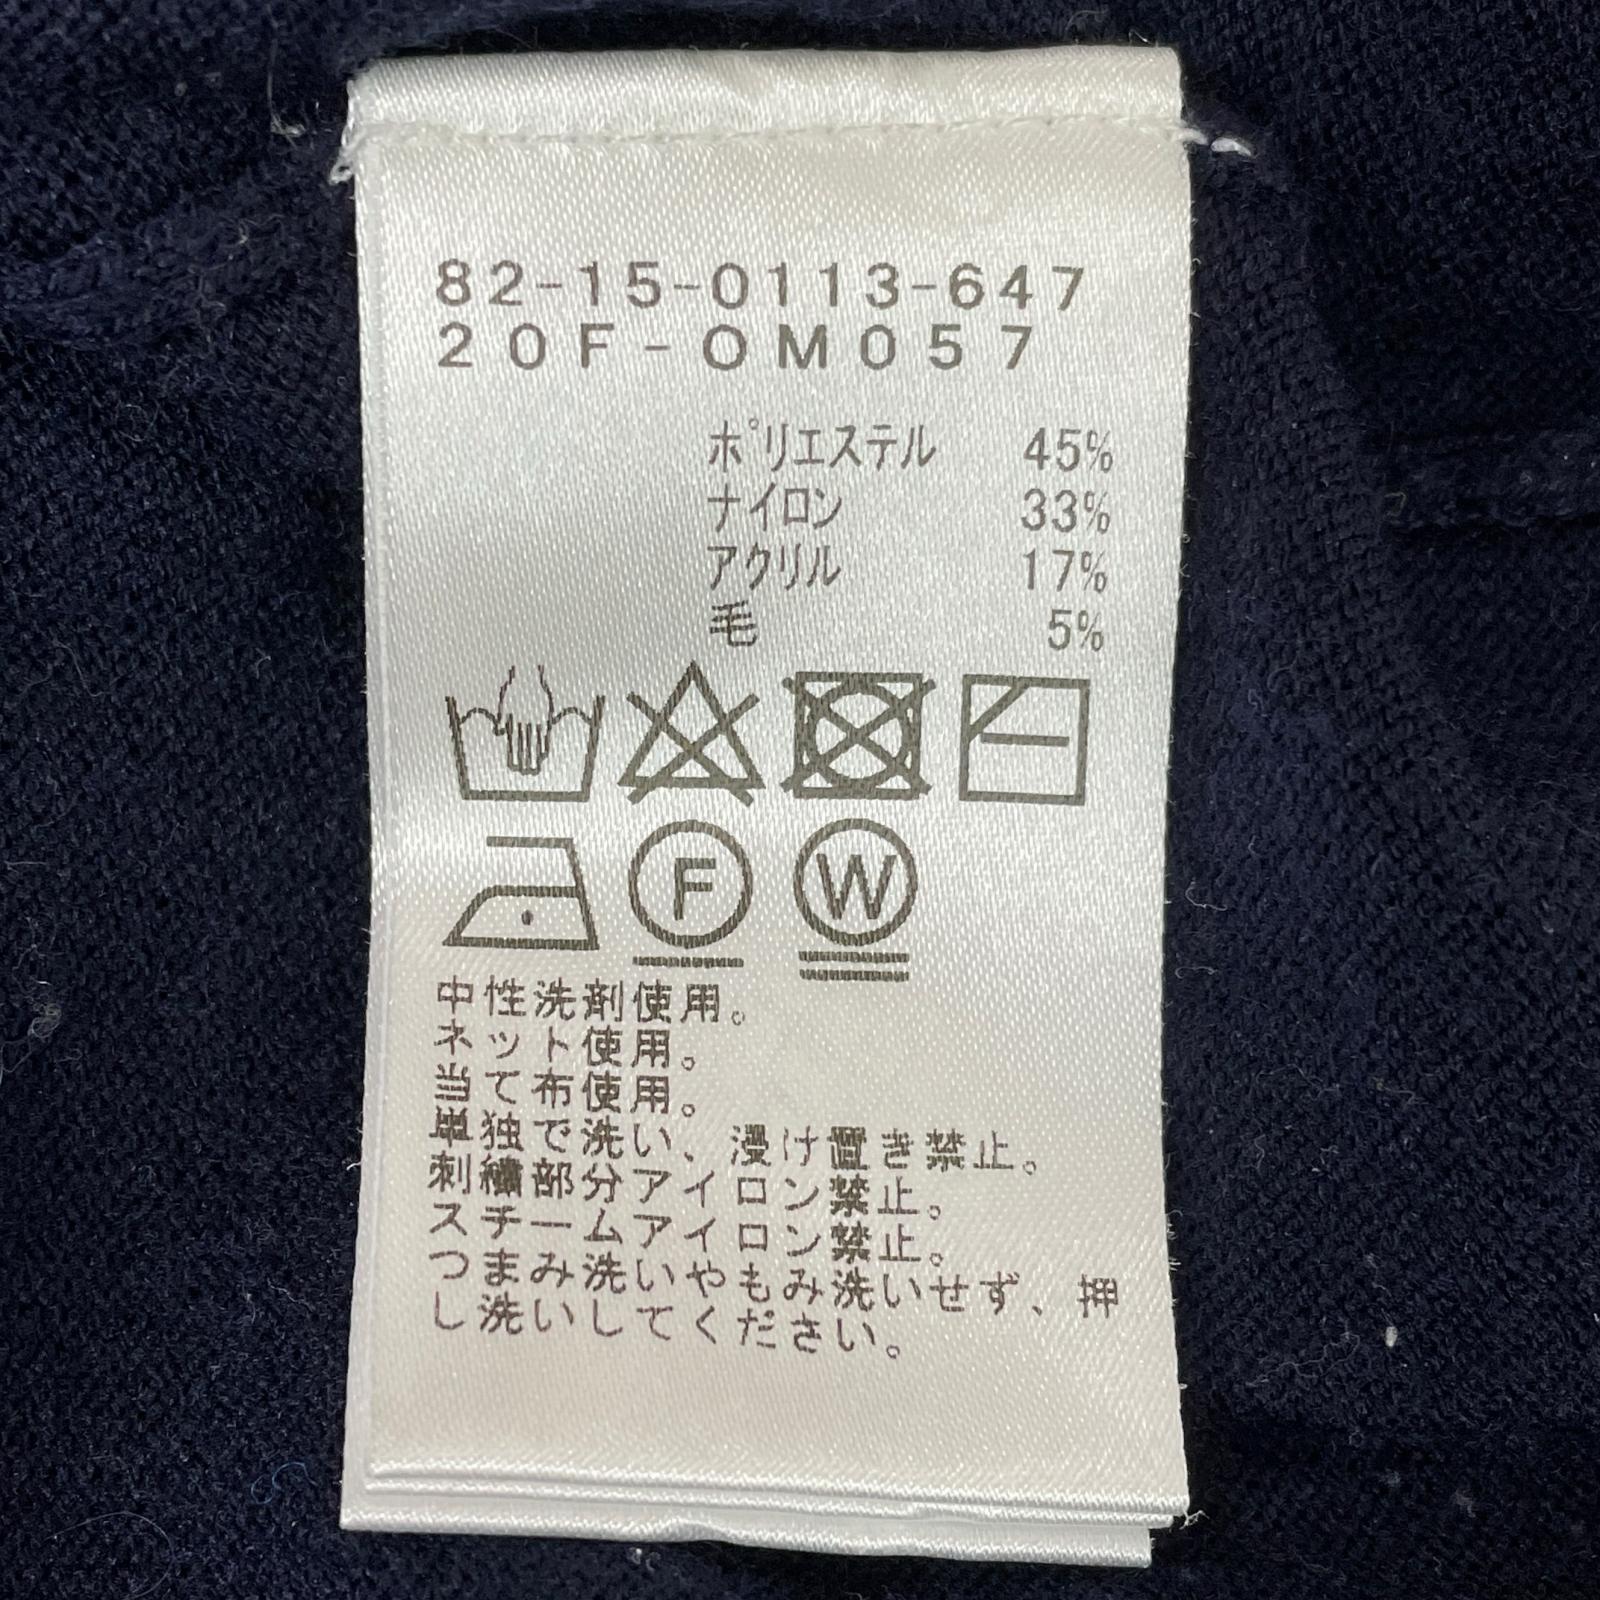 82-15-0113-647
20F-OM057
ポリエステル 45%
ナイロン 33%
アクリル 17%
毛 5%
F W
中性洗剤使用。
ネット使用。
当て布使用。
単独で洗い、浸け置き禁止。
刺繍部分アイロン禁止。
スチームアイロン禁止。
つまみ洗いやもみ洗いせず、押
し洗いしてください。